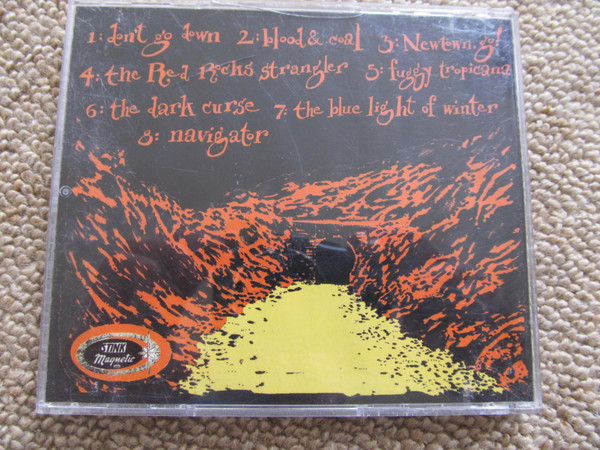 1: don't go down 2: blood & coal 3: Newtown, go!
4: the Red Rocks strangler 5: fuggy tropicana
6: the dark curse 7: the blue light of winter
8: navigator
STINK
Magnetic